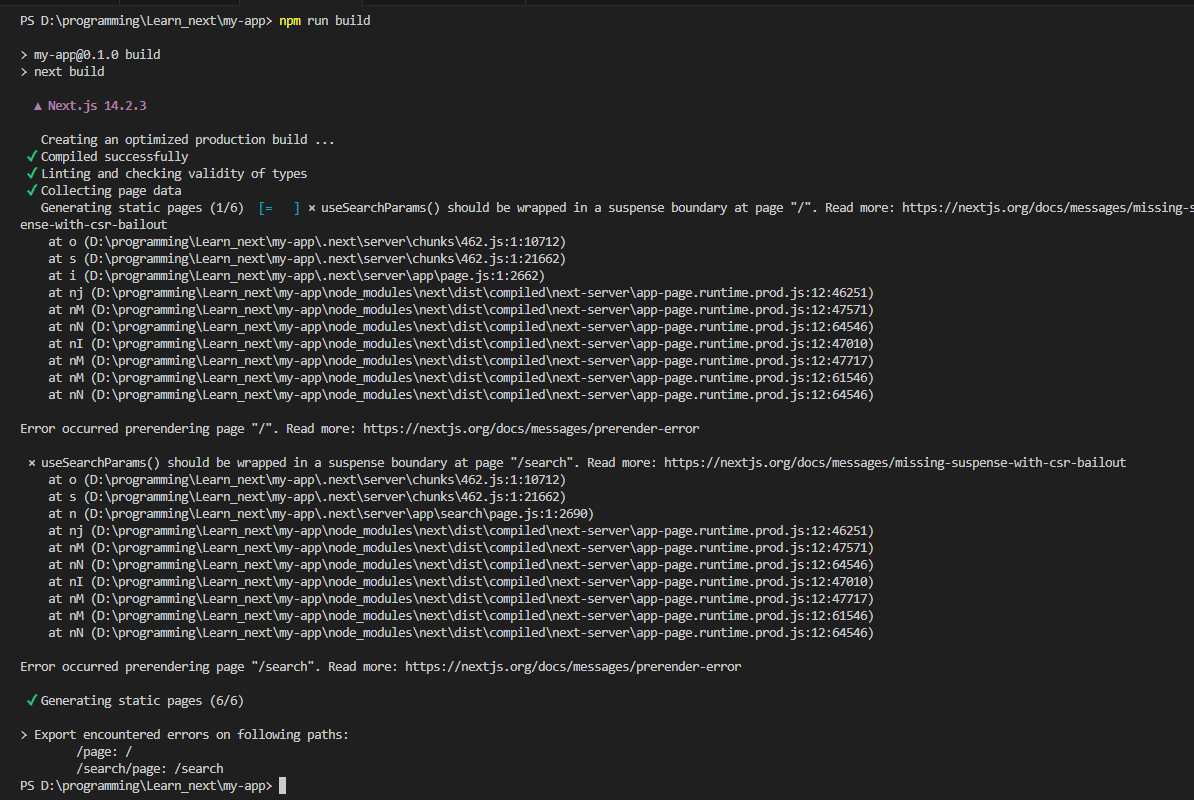 PS D:\programming\Learn_next\my-app> npm run build
> my-app@0.1.0 build
> next build
▲ Next.js 14.2.3
Creating an optimized production build ...
✓ Compiled successfully
✓ Linting and checking validity of types
✓ Collecting page data
Generating static pages (1/6) [= ] ⨯ useSearchParams() should be wrapped in a suspense boundary at page "/". Read more: https://nextjs.org/docs/messages/missing-s
ense-with-csr-bailout
at o (D:\programming\Learn_next\my-app\.next\server\chunks\462.js:1:10712)
at s (D:\programming\Learn_next\my-app\.next\server\chunks\462.js:1:21662)
at i (D:\programming\Learn_next\my-app\.next\server\app\page.js:1:2662)
at nj (D:\programming\Learn_next\my-app\node_modules\next\dist\compiled\next-server\app-page.runtime.prod.js:12:46251)
at nM (D:\programming\Learn_next\my-app\node_modules\next\dist\compiled\next-server\app-page.runtime.prod.js:12:47571)
at nN (D:\programming\Learn_next\my-app\node_modules\next\dist\compiled\next-server\app-page.runtime.prod.js:12:64546)
at nI (D:\programming\Learn_next\my-app\node_modules\next\dist\compiled\next-server\app-page.runtime.prod.js:12:47010)
at nM (D:\programming\Learn_next\my-app\node_modules\next\dist\compiled\next-server\app-page.runtime.prod.js:12:47717)
at nM (D:\programming\Learn_next\my-app\node_modules\next\dist\compiled\next-server\app-page.runtime.prod.js:12:61546)
at nN (D:\programming\Learn_next\my-app\node_modules\next\dist\compiled\next-server\app-page.runtime.prod.js:12:64546)
Error occurred prerendering page "/". Read more: https://nextjs.org/docs/messages/prerender-error
⨯ useSearchParams() should be wrapped in a suspense boundary at page "/search". Read more: https://nextjs.org/docs/messages/missing-suspense-with-csr-bailout
at o (D:\programming\Learn_next\my-app\.next\server\chunks\462.js:1:10712)
at s (D:\programming\Learn_next\my-app\.next\server\chunks\462.js:1:21662)
at n (D:\programming\Learn_next\my-app\.next\server\app\search\page.js:1:2690)
at nj (D:\programming\Learn_next\my-app\node_modules\next\dist\compiled\next-server\app-page.runtime.prod.js:12:46251)
at nM (D:\programming\Learn_next\my-app\node_modules\next\dist\compiled\next-server\app-page.runtime.prod.js:12:47571)
at nN (D:\programming\Learn_next\my-app\node_modules\next\dist\compiled\next-server\app-page.runtime.prod.js:12:64546)
at nI (D:\programming\Learn_next\my-app\node_modules\next\dist\compiled\next-server\app-page.runtime.prod.js:12:47010)
at nM (D:\programming\Learn_next\my-app\node_modules\next\dist\compiled\next-server\app-page.runtime.prod.js:12:47717)
at nM (D:\programming\Learn_next\my-app\node_modules\next\dist\compiled\next-server\app-page.runtime.prod.js:12:61546)
at nN (D:\programming\Learn_next\my-app\node_modules\next\dist\compiled\next-server\app-page.runtime.prod.js:12:64546)
Error occurred prerendering page "/search". Read more: https://nextjs.org/docs/messages/prerender-error
✓ Generating static pages (6/6)
> Export encountered errors on following paths:
/page: /
/search/page: /search
PS D:\programming\Learn_next\my-app>